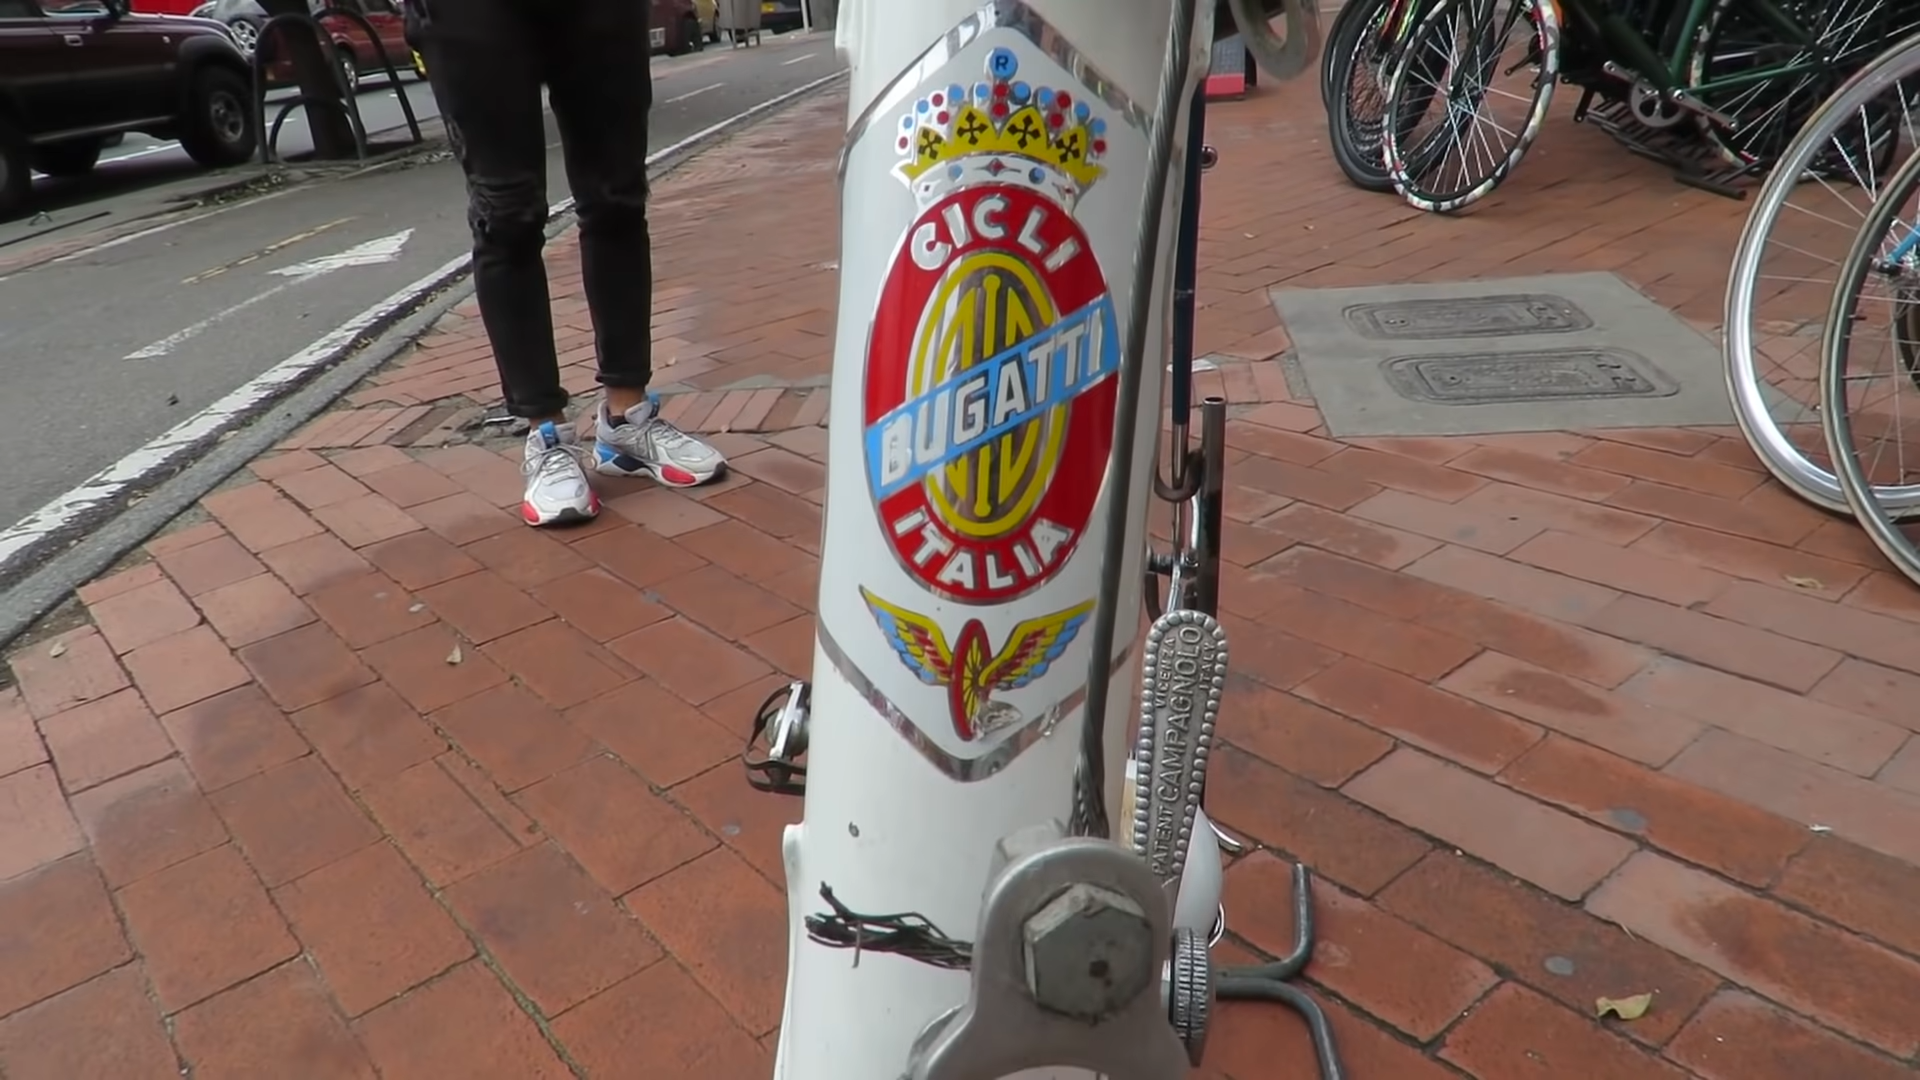 R
CICLI
BUGATTI
ITALIA
VICENZA
ITALY
PATENT CAMPAGNOLO